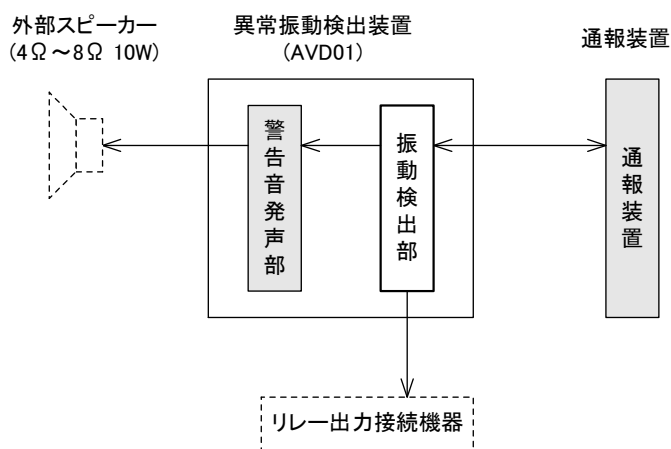 外部スピーカー
(4Ω～8Ω 10W)
異常振動検出装置
(AVD01)
通報装置
警告音発声部
振動検出部
通報装置
リレー出力接続機器